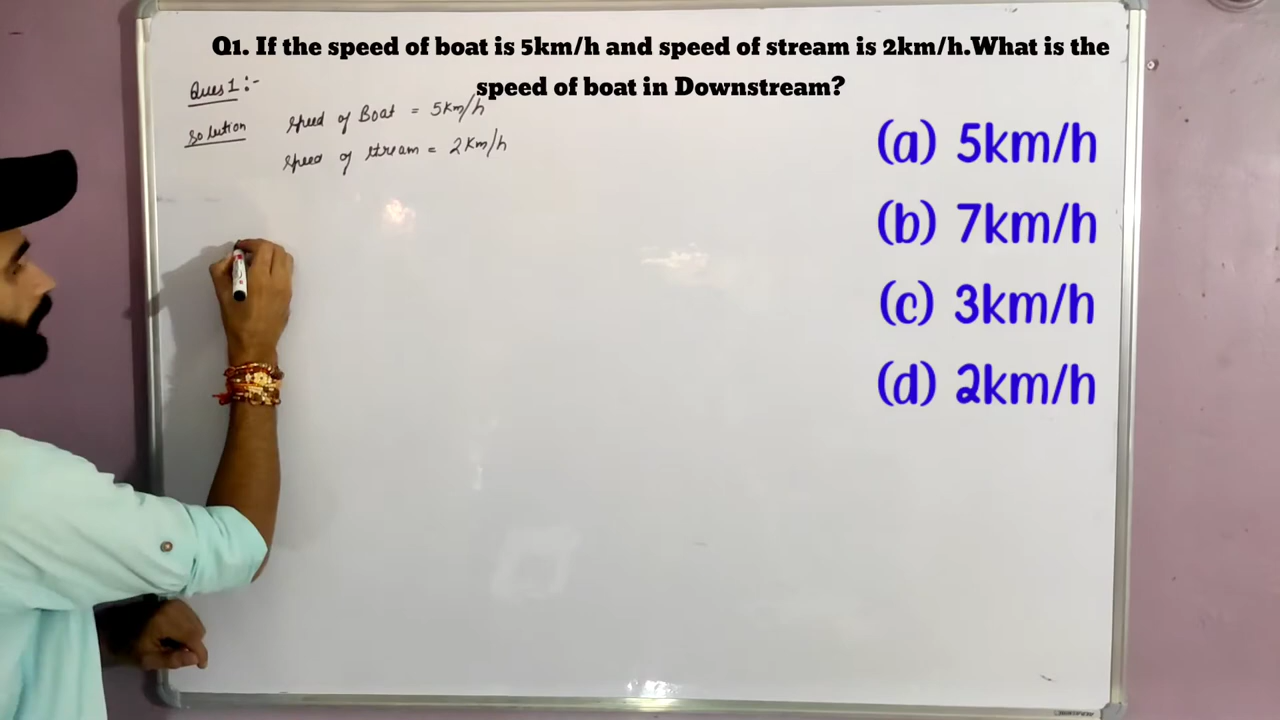 Q1. If the speed of boat is 5km/h and speed of stream is 2km/h.What is the
speed of boat in Downstream?
Ques 1:-
Solution
Speed of Boat = 5km/h
Speed of stream = 2km/h
(a) 5km/h
(b) 7km/h
(c) 3km/h
(d) 2km/h